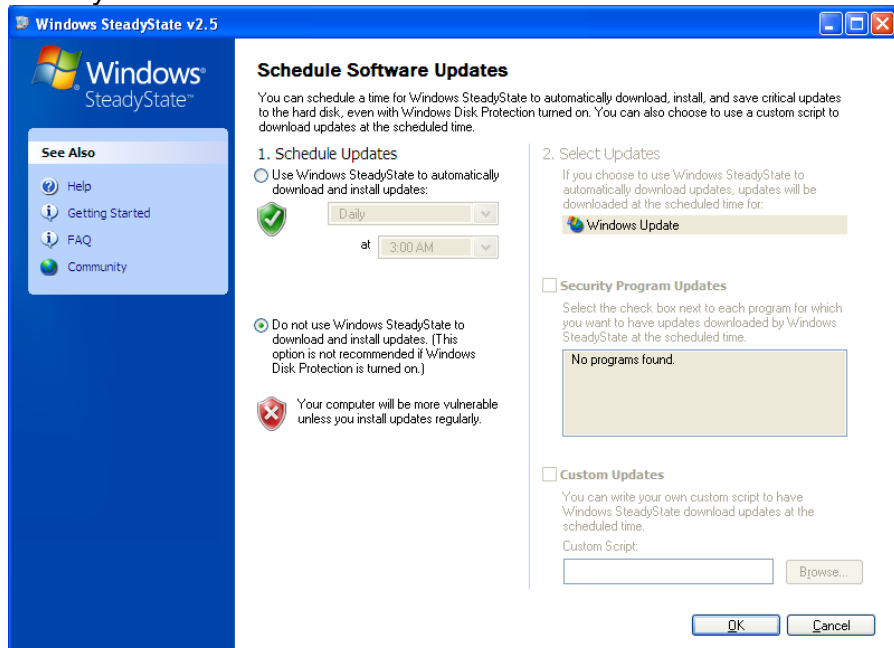 Windows SteadyState v2.5
Windows®
SteadyState™
See Also
Help
Getting Started
FAQ
Community
Schedule Software Updates
You can schedule a time for Windows SteadyState to automatically download, install, and save critical updates
to the hard disk, even with Windows Disk Protection turned on. You can also choose to use a custom script to
download updates at the scheduled time.
1. Schedule Updates
Use Windows SteadyState to automatically
download and install updates:
Daily
at 3:00 AM
Do not use Windows SteadyState to
download and install updates. (This
option is not recommended if Windows
Disk Protection is turned on.)
Your computer will be more vulnerable
unless you install updates regularly.
2. Select Updates
If you choose to use Windows SteadyState to
automatically download updates, updates will be
downloaded at the scheduled time for:
Windows Update
Security Program Updates
Select the check box next to each program for which
you want to have updates downloaded by Windows
SteadyState at the scheduled time.
No programs found.
Custom Updates
You can write your own custom script to have
Windows SteadyState download updates at the
scheduled time.
Custom Script:
Browse...
OK
Cancel